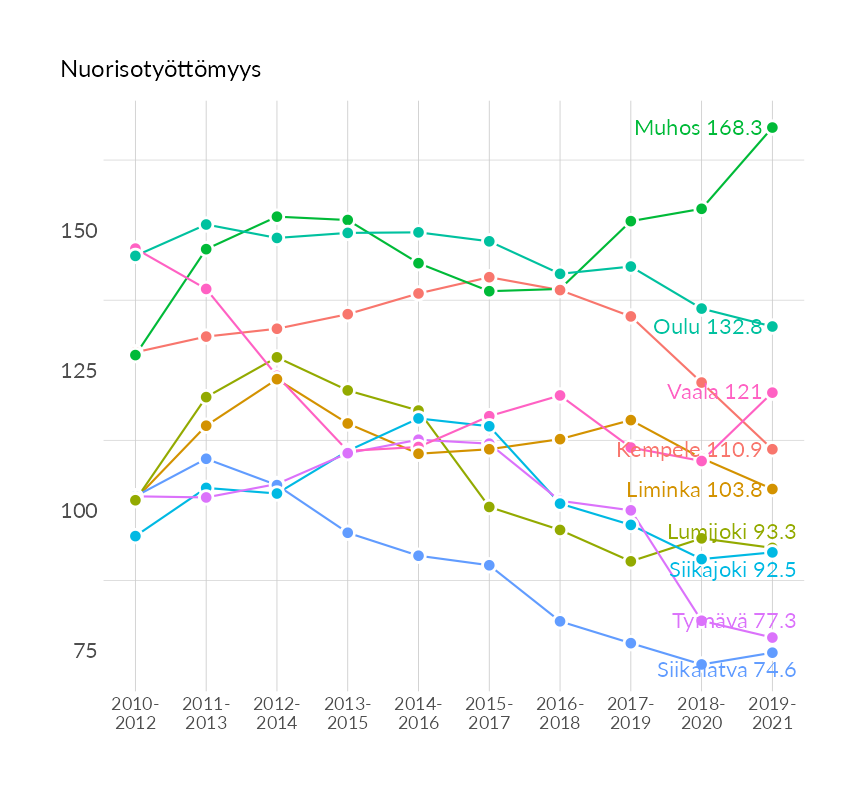 Nuorisotyöttömyys
Muhos 168.3
150
Oulu 132.8
125
Vaala 121
Kempele 110.9
100
Liminka 103.8
Lumijoki 93.3
Siikajoki 92.5
Tyrnävä 77.3
75
Siikalatva 74.6
2010- 2011- 2012- 2013- 2014- 2015- 2016- 2017- 2018- 2019-
2012 2013 2014 2015 2016 2017 2018 2019 2020 2021